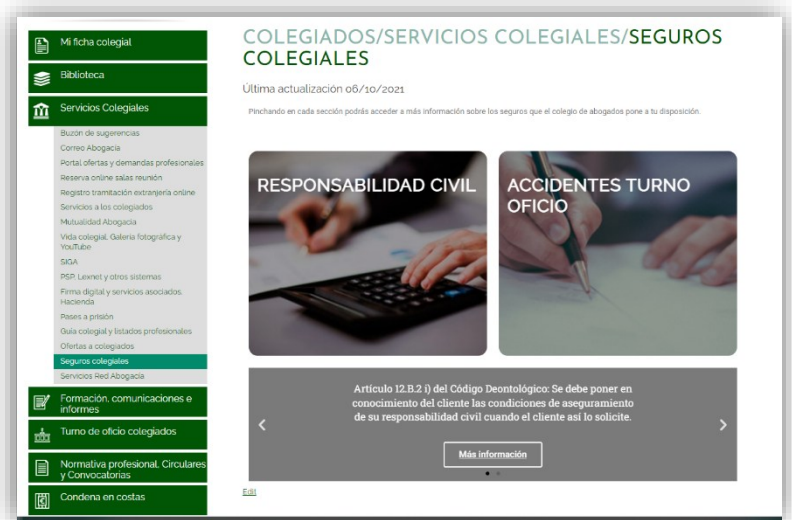 Mi ficha colegial
Biblioteca
Servicios Colegiales
Buzón de sugerencias
Correo Abogacía
Portal ofertas y demandas profesionales
Reserva online salas reunión
Registro tramitación extranjería online
Servicios a los colegiados
Mutualidad Abogacía
Vida colegial, Galería fotográfica y
YouTube
SIGA
PSP, Lexnet y otros sistemas
Firma digital y servicios asociados.
Hacienda
Pases a prisión
Guía colegial y listados profesionales
Ofertas a colegiados
Seguros colegiales
Servicios Red Abogacía
Formación, comunicaciones e
informes
Turno de oficio colegiados
Normativa profesional, Circulares
y Convocatorias
Condena en costas
COLEGIADOS/SERVICIOS COLEGIALES/SEGUROS
COLEGIALES
Última actualización 06/10/2021
Pinchando en cada sección podrás acceder a más información sobre los seguros que el colegio de abogados pone a tu disposición.
RESPONSABILIDAD CIVIL
ACCIDENTES TURNO
OFICIO
Artículo 12.B.2 i) del Código Deontológico: Se debe poner en
conocimiento del cliente las condiciones de aseguramiento
de su responsabilidad civil cuando el cliente así lo solicite.
Más información
Edit